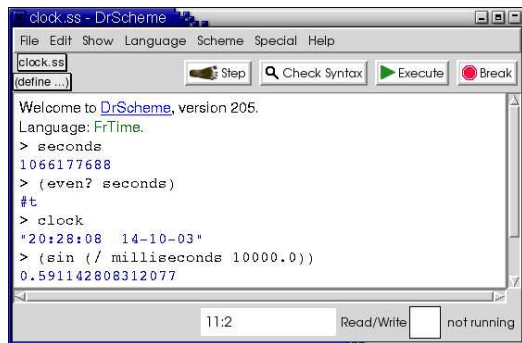 clock.ss - DrScheme
File Edit Show Language Scheme Special Help
clock.ss
(define ...)
Step Check Syntax Execute Break
Welcome to DrScheme, version 205.
Language: FrTime.
> seconds
1066177688
> (even? seconds)
#t
> clock
"20:28:08 14-10-03"
> (sin (/ milliseconds 10000.0))
0.591142808312077
11:2 Read/Write not running